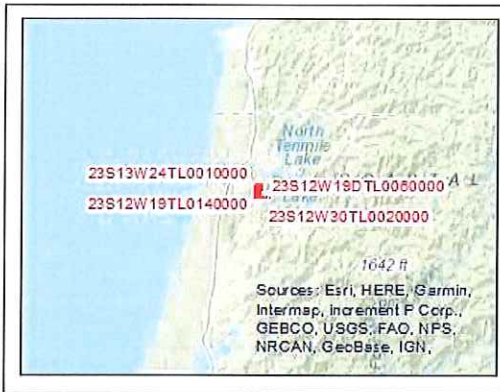 North
Tenmile
Lake
23S13W24TL0010000
23S12W19DTL0060000
23S12W19TL0140000
23S12W30TL0020000
1642 ft
Sources: Esri, HERE, Garmin,
Intermap, increment P Corp.,
GEBCO, USGS, FAO, NPS,
NRCAN, GeoBase, IGN,